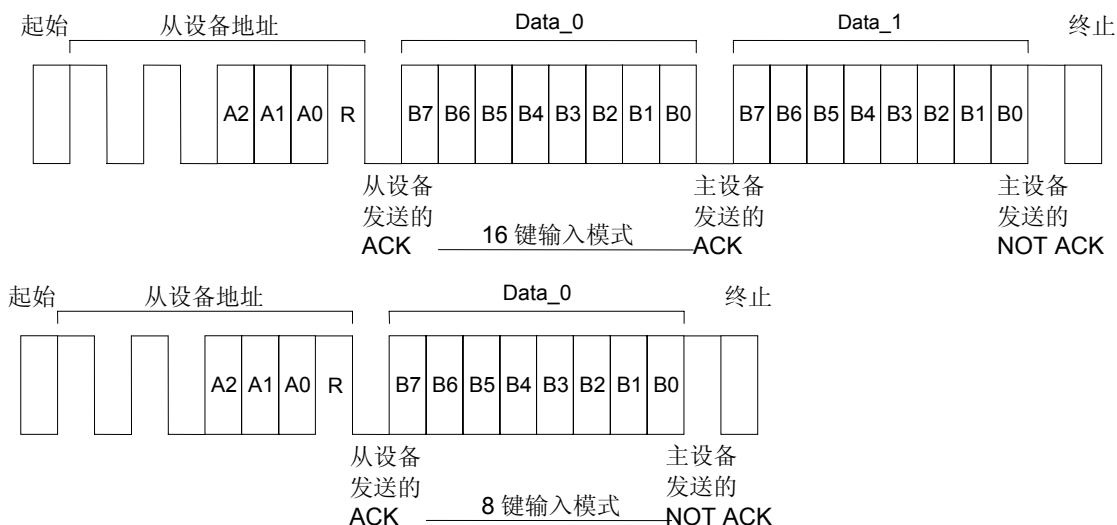 起始 从设备地址 Data_0 Data_1 终止
A2 A1 A0 R B7 B6 B5 B4 B3 B2 B1 B0 B7 B6 B5 B4 B3 B2 B1 B0
从设备
发送的
ACK
16 键输入模式
主设备
发送的
ACK
主设备
发送的
NOT ACK
起始 从设备地址 Data_0 终止
A2 A1 A0 R B7 B6 B5 B4 B3 B2 B1 B0
从设备
发送的
ACK
8 键输入模式
主设备
发送的
NOT ACK